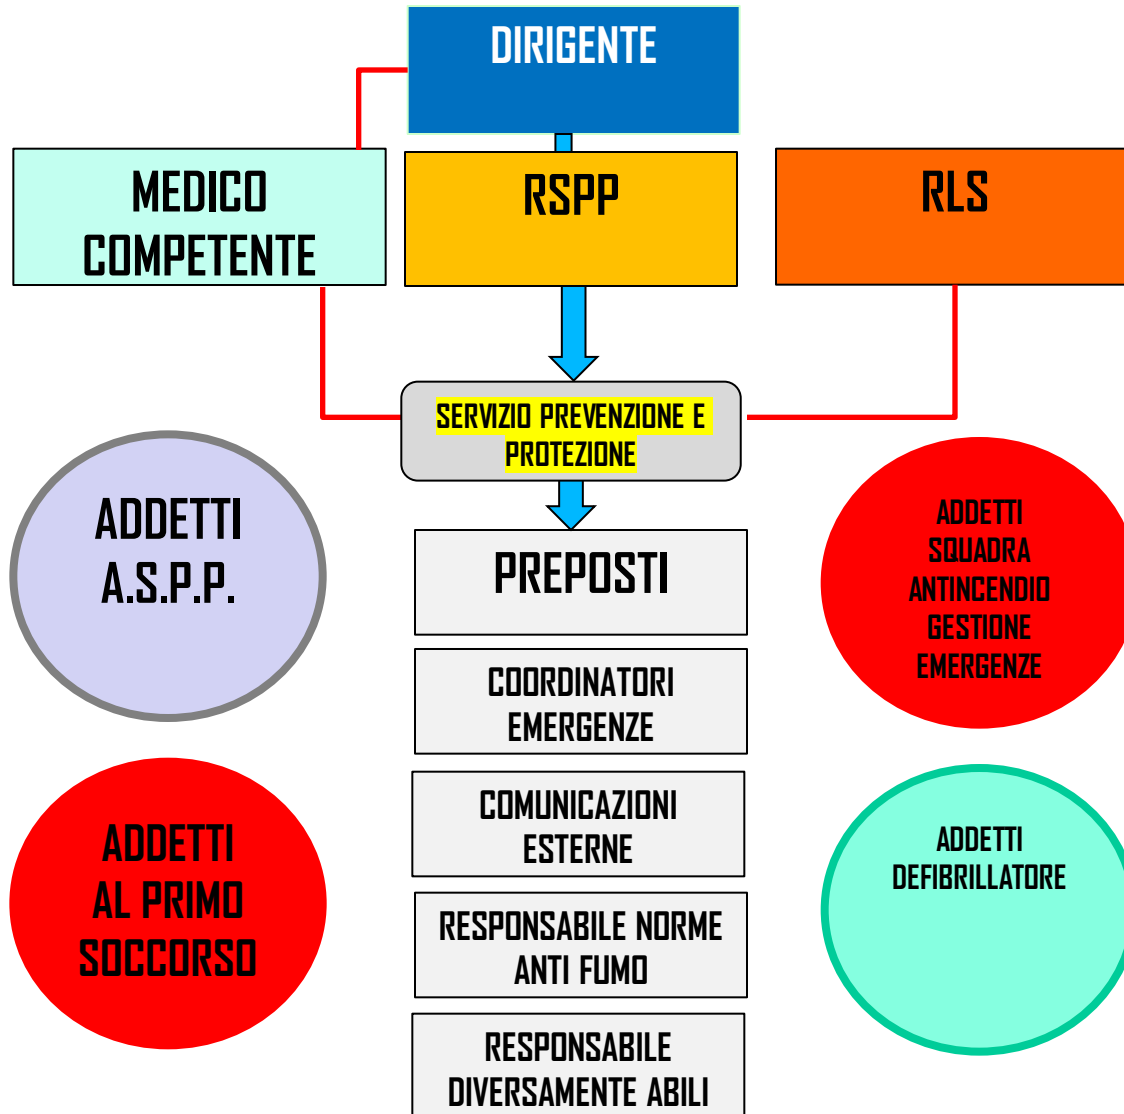 DIRIGENTE
MEDICO
COMPETENTE
RSPP
RLS
SERVIZIO PREVENZIONE E
PROTEZIONE
ADDETTI
A.S.P.P.
PREPOSTI
ADDETTI
SQUADRA
ANTINCENDIO
GESTIONE
EMERGENZE
COORDINATORI
EMERGENZE
COMUNICAZIONI
ESTERNE
ADDETTI
AL PRIMO
SOCCORSO
ADDETTI
DEFIBRILLATORE
RESPONSABILE NORME
ANTI FUMO
RESPONSABILE
DIVERSAMENTE ABILI